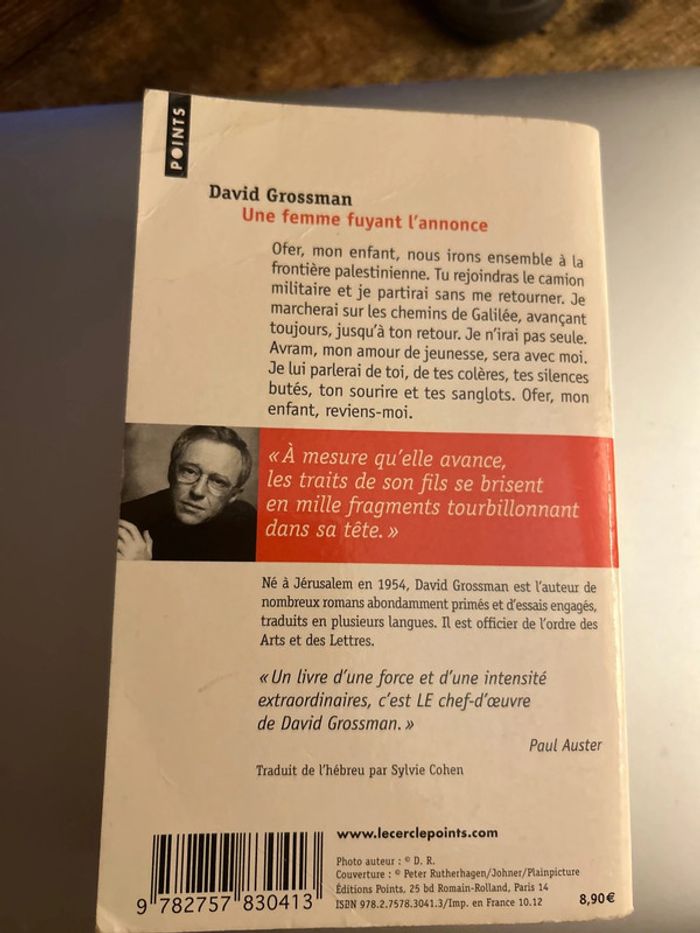 POINTS
David Grossman
Une femme fuyant l'annonce
Ofer, mon enfant, nous irons ensemble à la
frontière palestinienne. Tu rejoindras le camion
militaire et je partirai sans me retourner. Je
marcherai sur les chemins de Galilée, avançant
toujours, jusqu'à ton retour. Je n'irai pas seule.
Avram, mon amour de jeunesse, sera avec moi.
Je lui parlerai de toi, de tes colères, tes silences
butés, ton sourire et tes sanglots. Ofer, mon
enfant, reviens-moi.
« À mesure qu'elle avance,
les traits de son fils se brisent
en mille fragments tourbillonnant
dans sa tête. »
Né à Jérusalem en 1954, David Grossman est l'auteur de
nombreux romans abondamment primés et d'essais engagés,
traduits en plusieurs langues. Il est officier de l'ordre des
Arts et des Lettres.
« Un livre d'une force et d'une intensité
extraordinaires, c'est LE chef-d'œuvre
de David Grossman. »
Paul Auster
Traduit de l'hébreu par Sylvie Cohen
www.lecerclepoints.com
Photo auteur : © D. R.
Couverture : © Peter Rutherhagen/Johner/Plainpicture
Éditions Points, 25 bd Romain-Rolland, Paris 14
ISBN 978.2.7578.3041.3/Imp. en France 10.12
8,90€
9 782757 830413